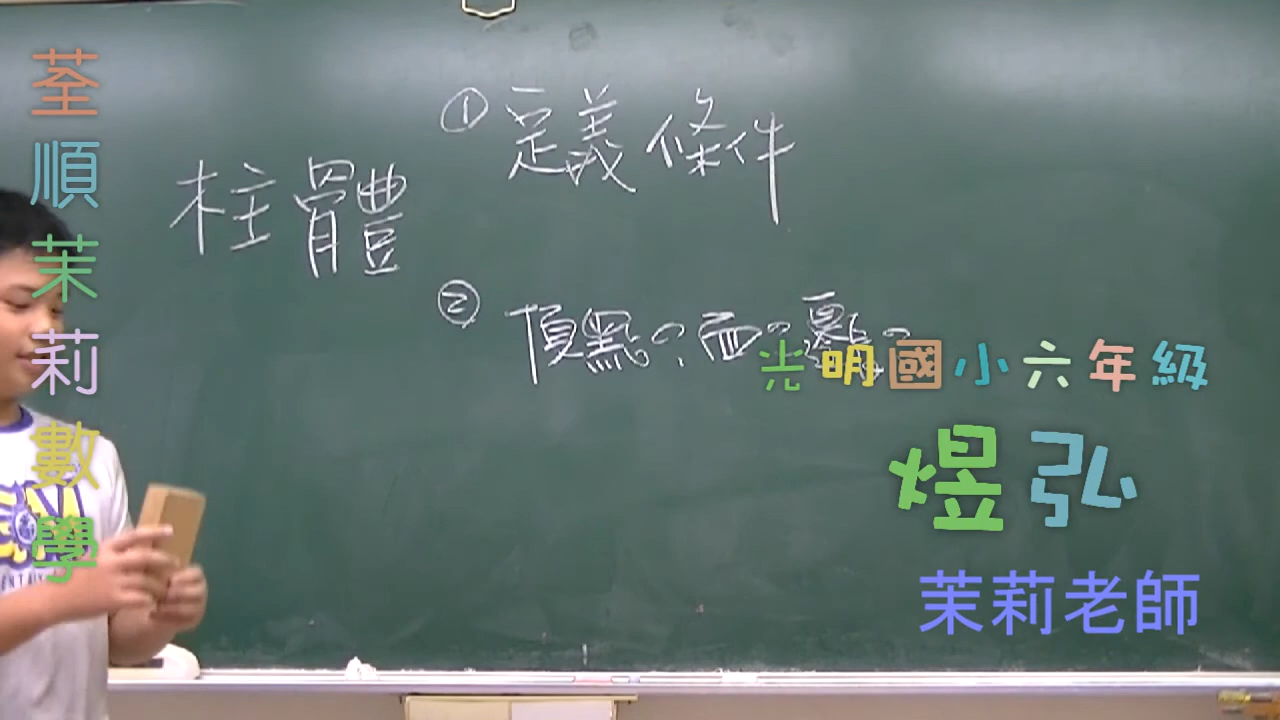 荃順茉莉數學
柱體
①定義條件
②頂點、面、邊
光明國小六年級
煜弘
茉莉老師